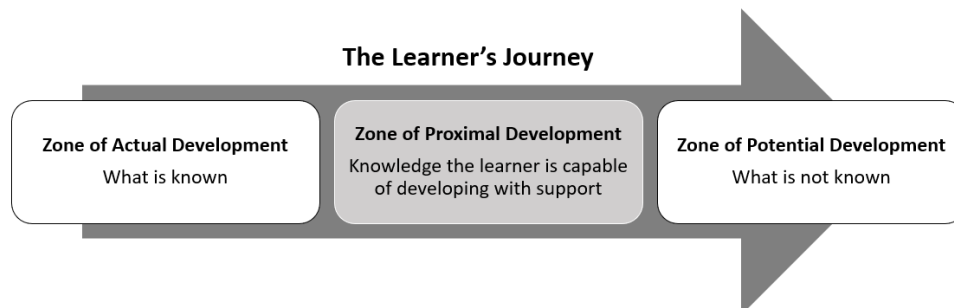 The Learner’s Journey
Zone of Actual Development
What is known
Zone of Proximal Development
Knowledge the learner is capable
of developing with support
Zone of Potential Development
What is not known